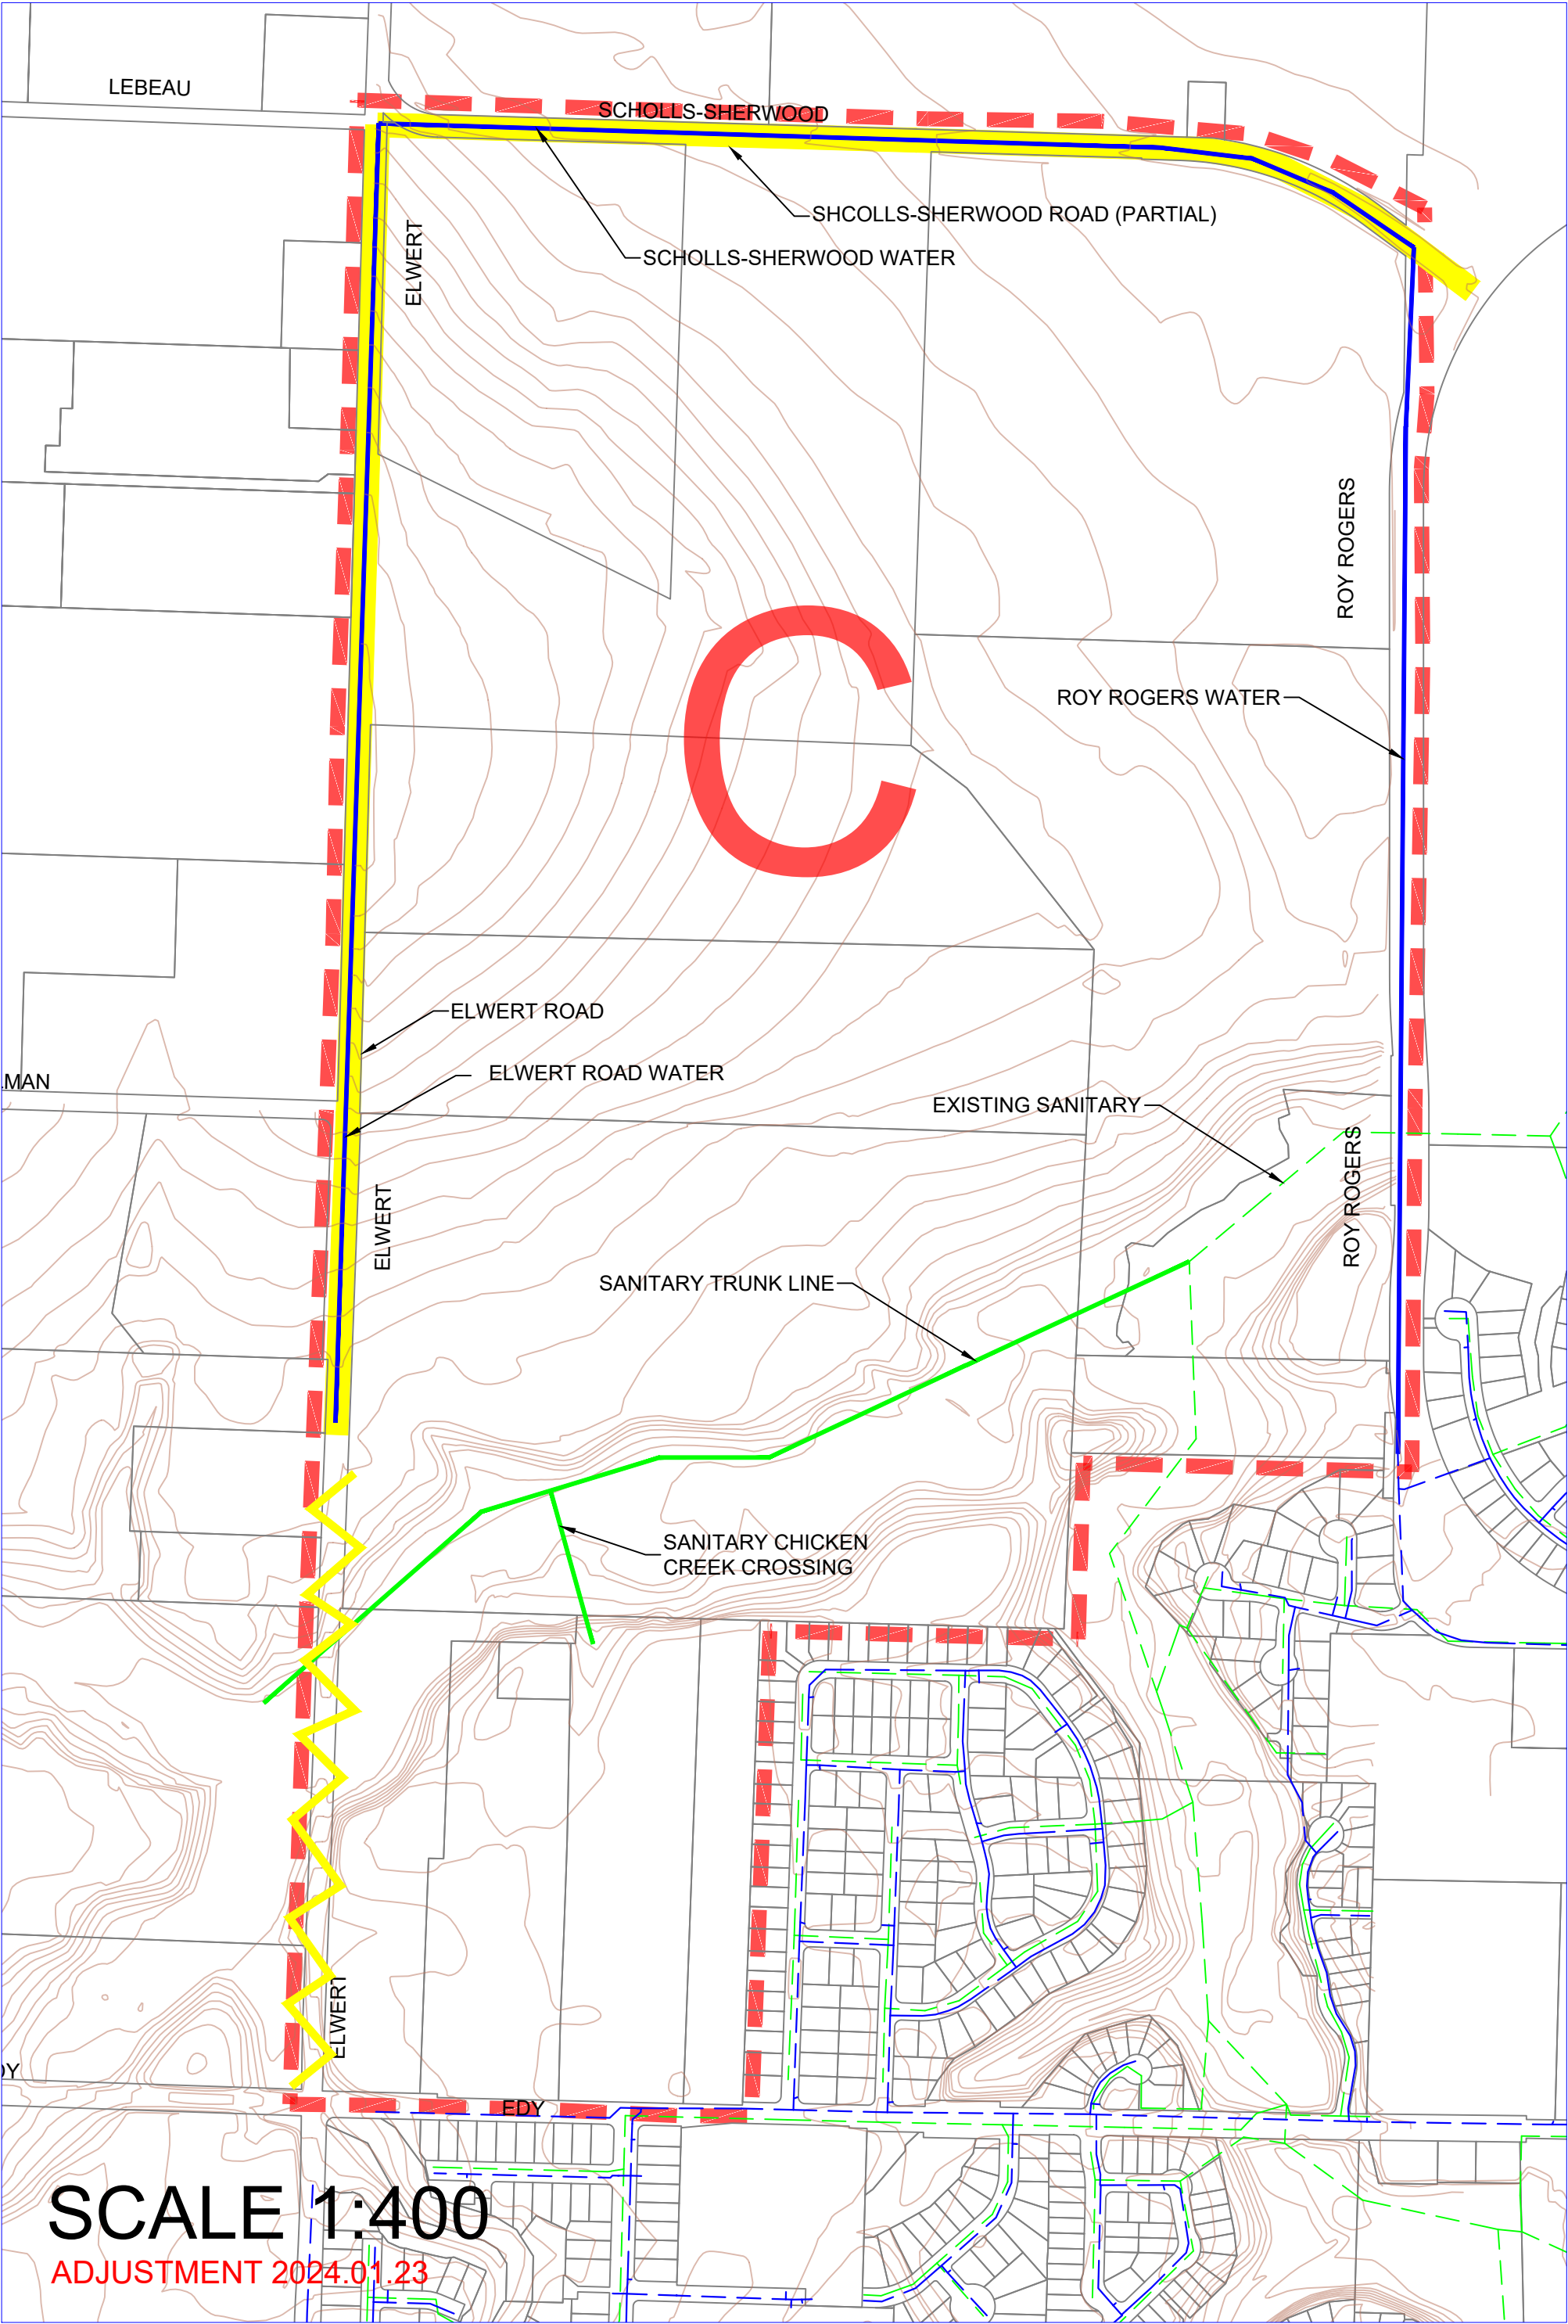 LEBEAU
SCHOLLS-SHERWOOD
SHCOLLS-SHERWOOD ROAD (PARTIAL)
SCHOLLS-SHERWOOD WATER
ELWERT
ROY ROGERS
C
ROY ROGERS WATER
ELWERT ROAD
ELWERT ROAD WATER
LMAN
EXISTING SANITARY
ROY ROGERS
ELWERT
SANITARY TRUNK LINE
SANITARY CHICKEN
CREEK CROSSING
ELWERT
DY
EDY
SCALE 1:400
ADJUSTMENT 2024.01.23